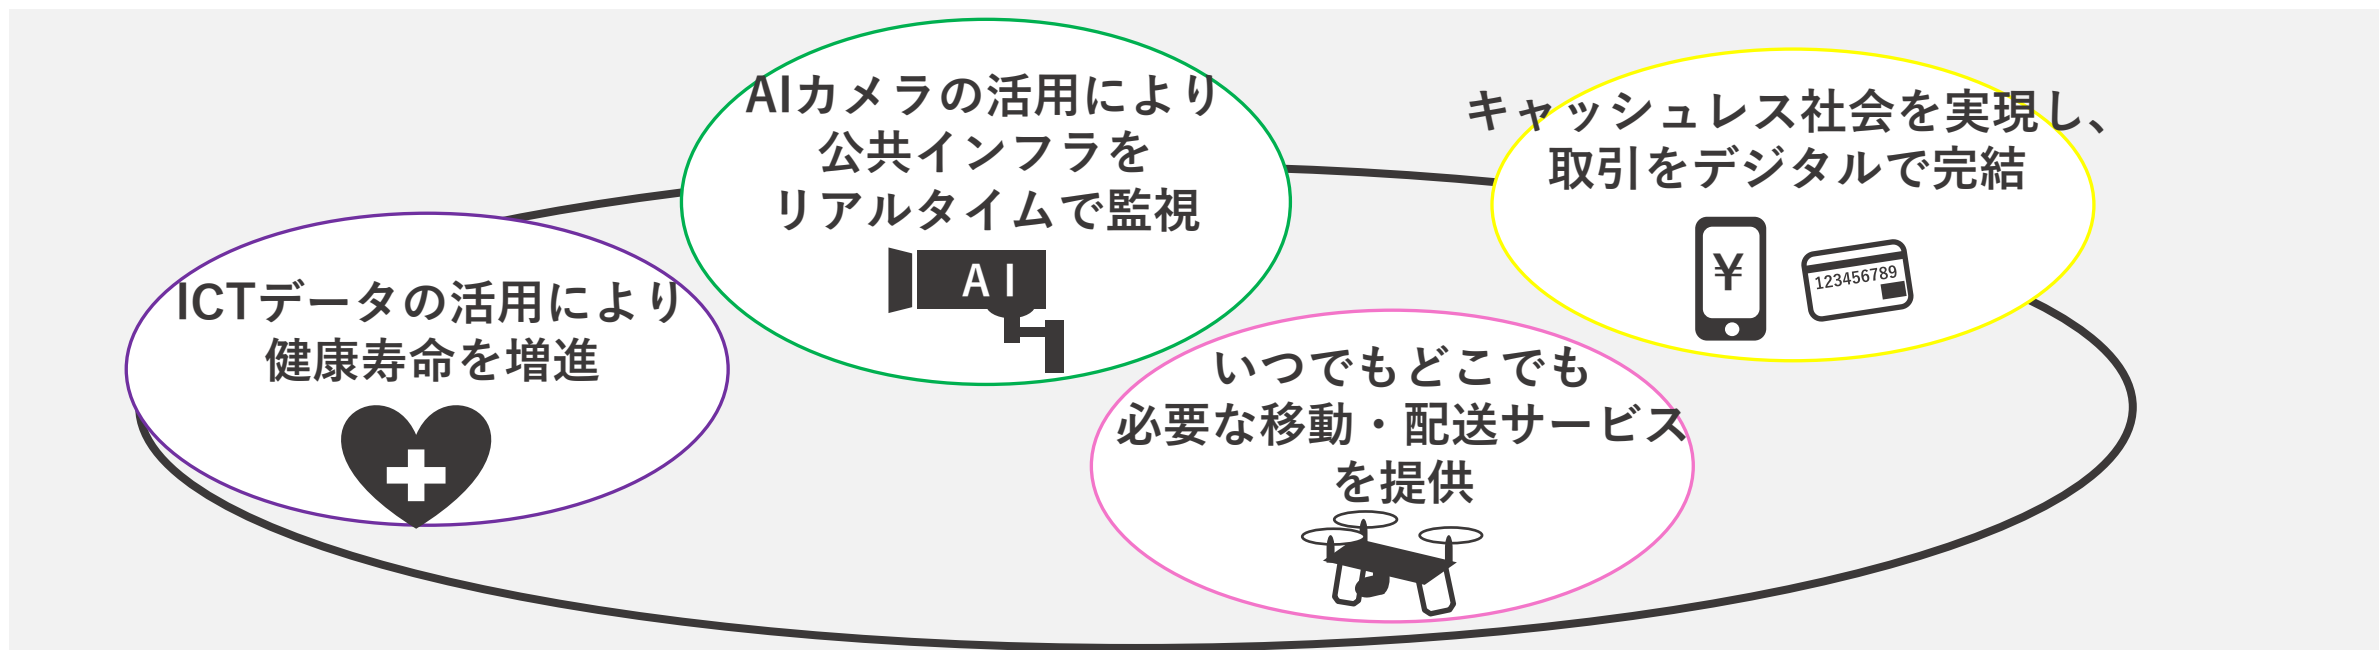 AIカメラの活用により
公共インフラを
リアルタイムで監視
AI
キャッシュレス社会を実現し、
取引をデジタルで完結
¥
123456789
ICTデータの活用により
健康寿命を増進
いつでもどこでも
必要な移動・配送サービス
を提供